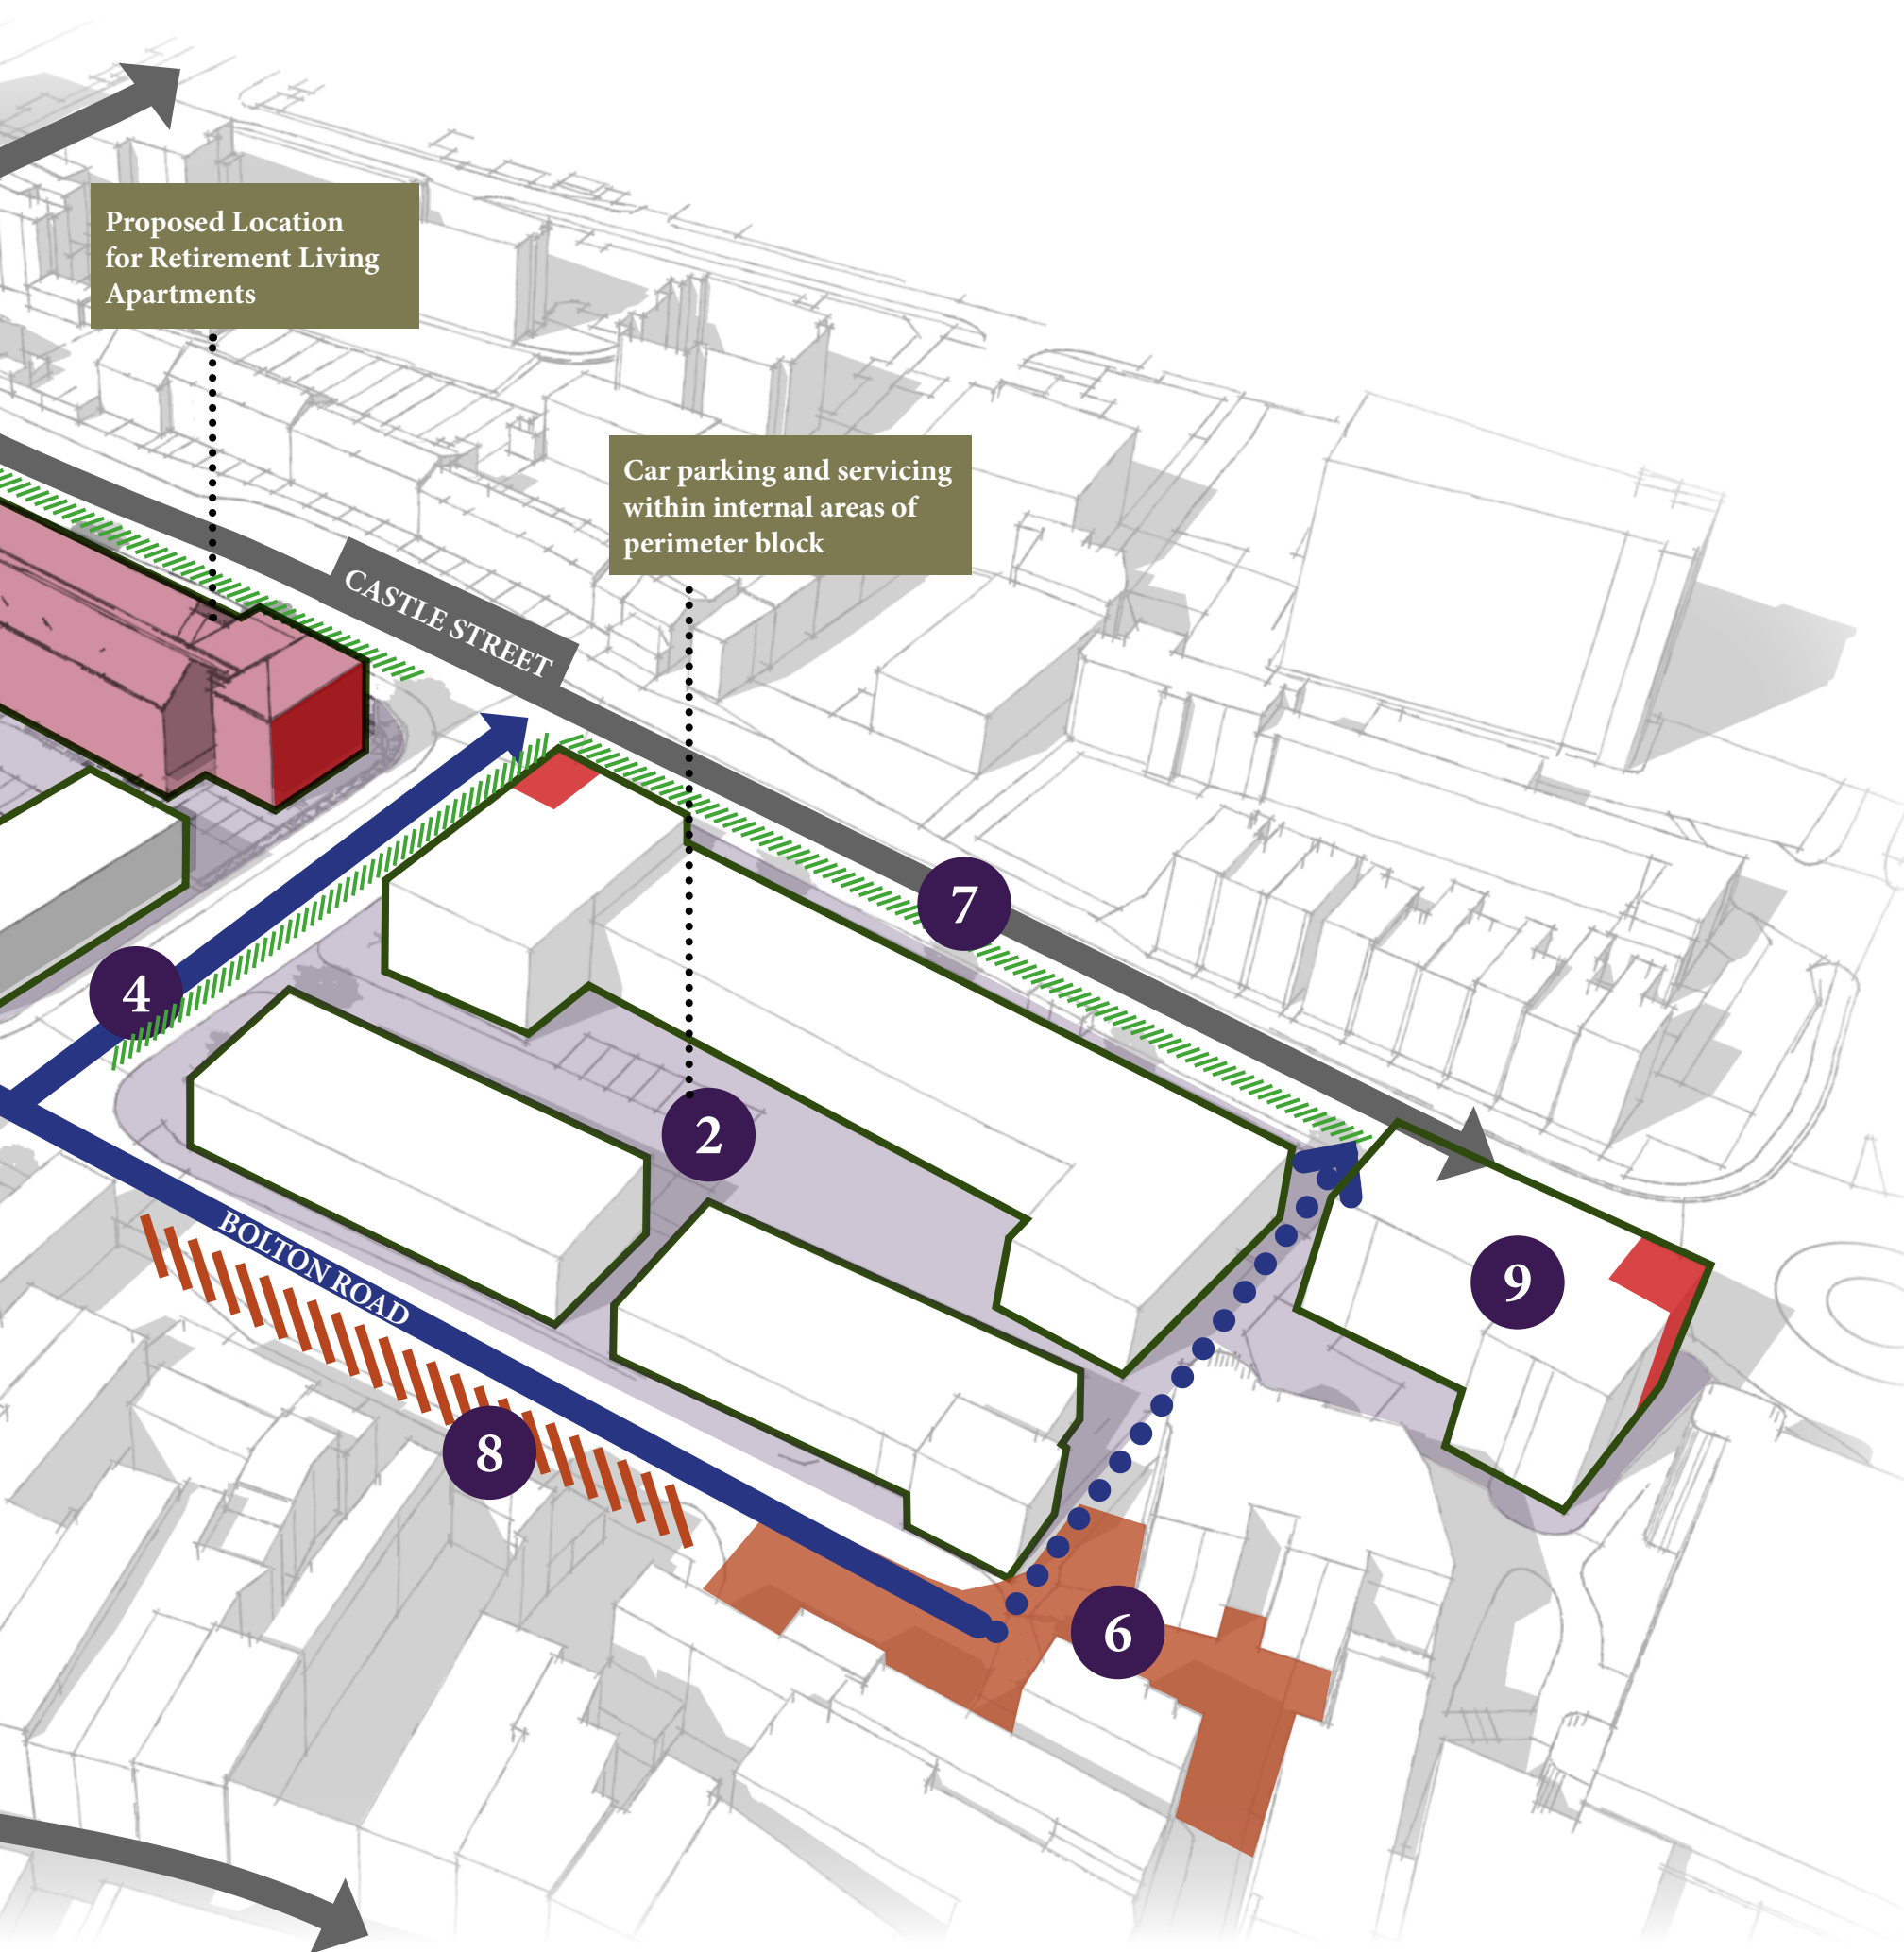 Proposed Location
for Retirement Living
Apartments
Car parking and servicing
within internal areas of
perimeter block
CASTLE STREET
7
4
2
9
BOLTON ROAD
8
6